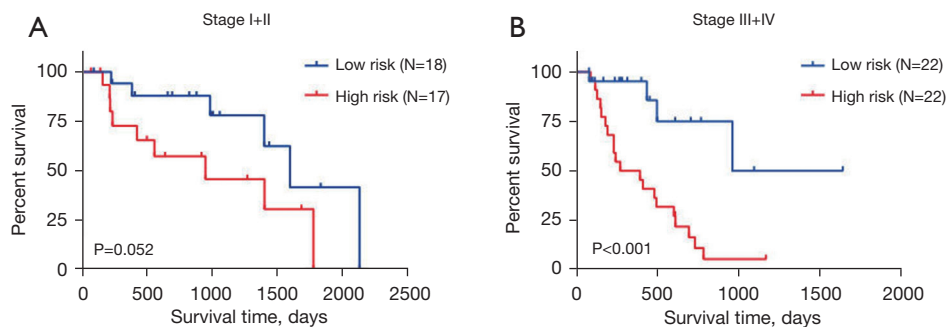 A
Stage I+II
Low risk (N=18)
High risk (N=17)
Percent survival
100
75
50
25
0
P=0.052
0 500 1000 1500 2000 2500
Survival time, days
B
Stage III+IV
Low risk (N=22)
High risk (N=22)
Percent survival
100
75
50
25
0
P<0.001
0 500 1000 1500 2000
Survival time, days